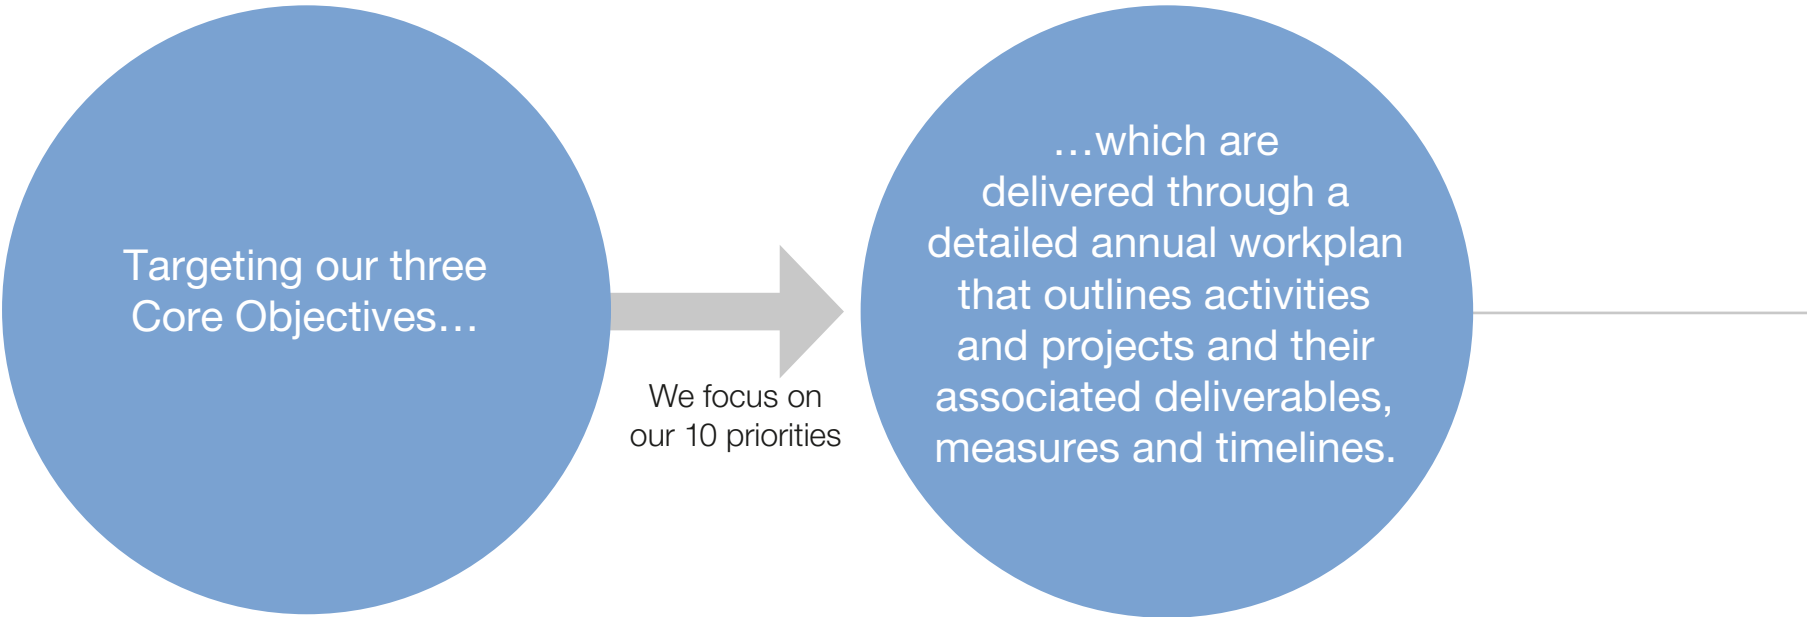 Targeting our three
Core Objectives…
We focus on
our 10 priorities
…which are
delivered through a
detailed annual workplan
that outlines activities
and projects and their
associated deliverables,
measures and timelines.